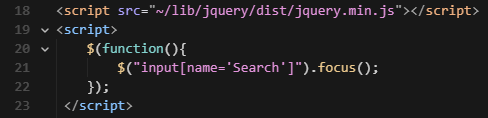 18 <script src="~/lib/jquery/dist/jquery.min.js"></script>
19 <script>
20 $(function(){
21 $("input[name='Search']").focus();
22 });
23 </script>